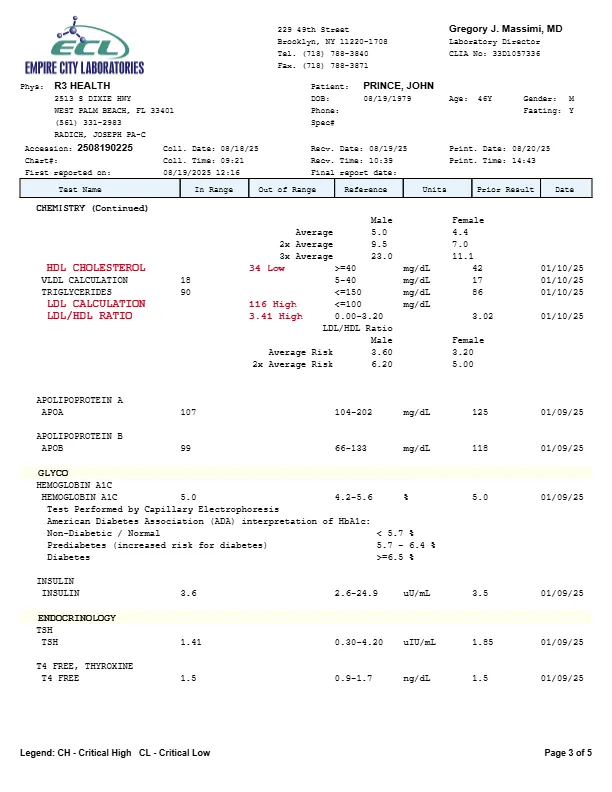 ECL
EMPIRE CITY LABORATORIES
229 49th Street
Brooklyn, NY 11220-1708
Tel. (718) 788-3840
Fax. (718) 788-3871
Gregory J. Massimi, MD
Laboratory Director
CLIA No: 33D1057336
Phys: R3 HEALTH
2513 S DIXIE HWY
WEST PALM BEACH, FL 33401
(561) 331-2983
RADICH, JOSEPH PA-C
Patient: PRINCE, JOHN
DOB: 08/19/1979 Age: 46Y Gender: M
Phone: Fasting: Y
Spec#
Accession: 2508190225 Coll. Date: 08/18/25 Recv. Date: 08/19/25 Print. Date: 08/20/25
Chart#: Coll. Time: 09:21 Recv. Time: 10:39 Print. Time: 14:43
First reported on: 08/19/2025 12:16 Final report date:
Test Name In Range Out of Range Reference Units Prior Result Date
CHEMISTRY (Continued)
Male Female
Average 5.0 4.4
2x Average 9.5 7.0
3x Average 23.0 11.1
HDL CHOLESTEROL 34 Low >=40 mg/dL 42 01/10/25
VLDL CALCULATION 18 5-40 mg/dL 17 01/10/25
TRIGLYCERIDES 90 <=150 mg/dL 86 01/10/25
LDL CALCULATION 116 High <=100 mg/dL
LDL/HDL RATIO 3.41 High 0.00-3.20 3.02 01/10/25
LDL/HDL Ratio
Male Female
Average Risk 3.60 3.20
2x Average Risk 6.20 5.00
APOLIPOPROTEIN A
APOA 107 104-202 mg/dL 125 01/09/25
APOLIPOPROTEIN B
APOB 99 66-133 mg/dL 118 01/09/25
GLYCO
HEMOGLOBIN A1C
HEMOGLOBIN A1C 5.0 4.2-5.6 % 5.0 01/09/25
Test Performed by Capillary Electrophoresis
American Diabetes Association (ADA) interpretation of HbA1c:
Non-Diabetic / Normal < 5.7 %
Prediabetes (increased risk for diabetes) 5.7 - 6.4 %
Diabetes >=6.5 %
INSULIN
INSULIN 3.6 2.6-24.9 uU/mL 3.5 01/09/25
ENDOCRINOLOGY
TSH
TSH 1.41 0.30-4.20 uIU/mL 1.85 01/09/25
T4 FREE, THYROXINE
T4 FREE 1.5 0.9-1.7 ng/dL 1.5 01/09/25
Legend: CH - Critical High CL - Critical Low Page 3 of 5